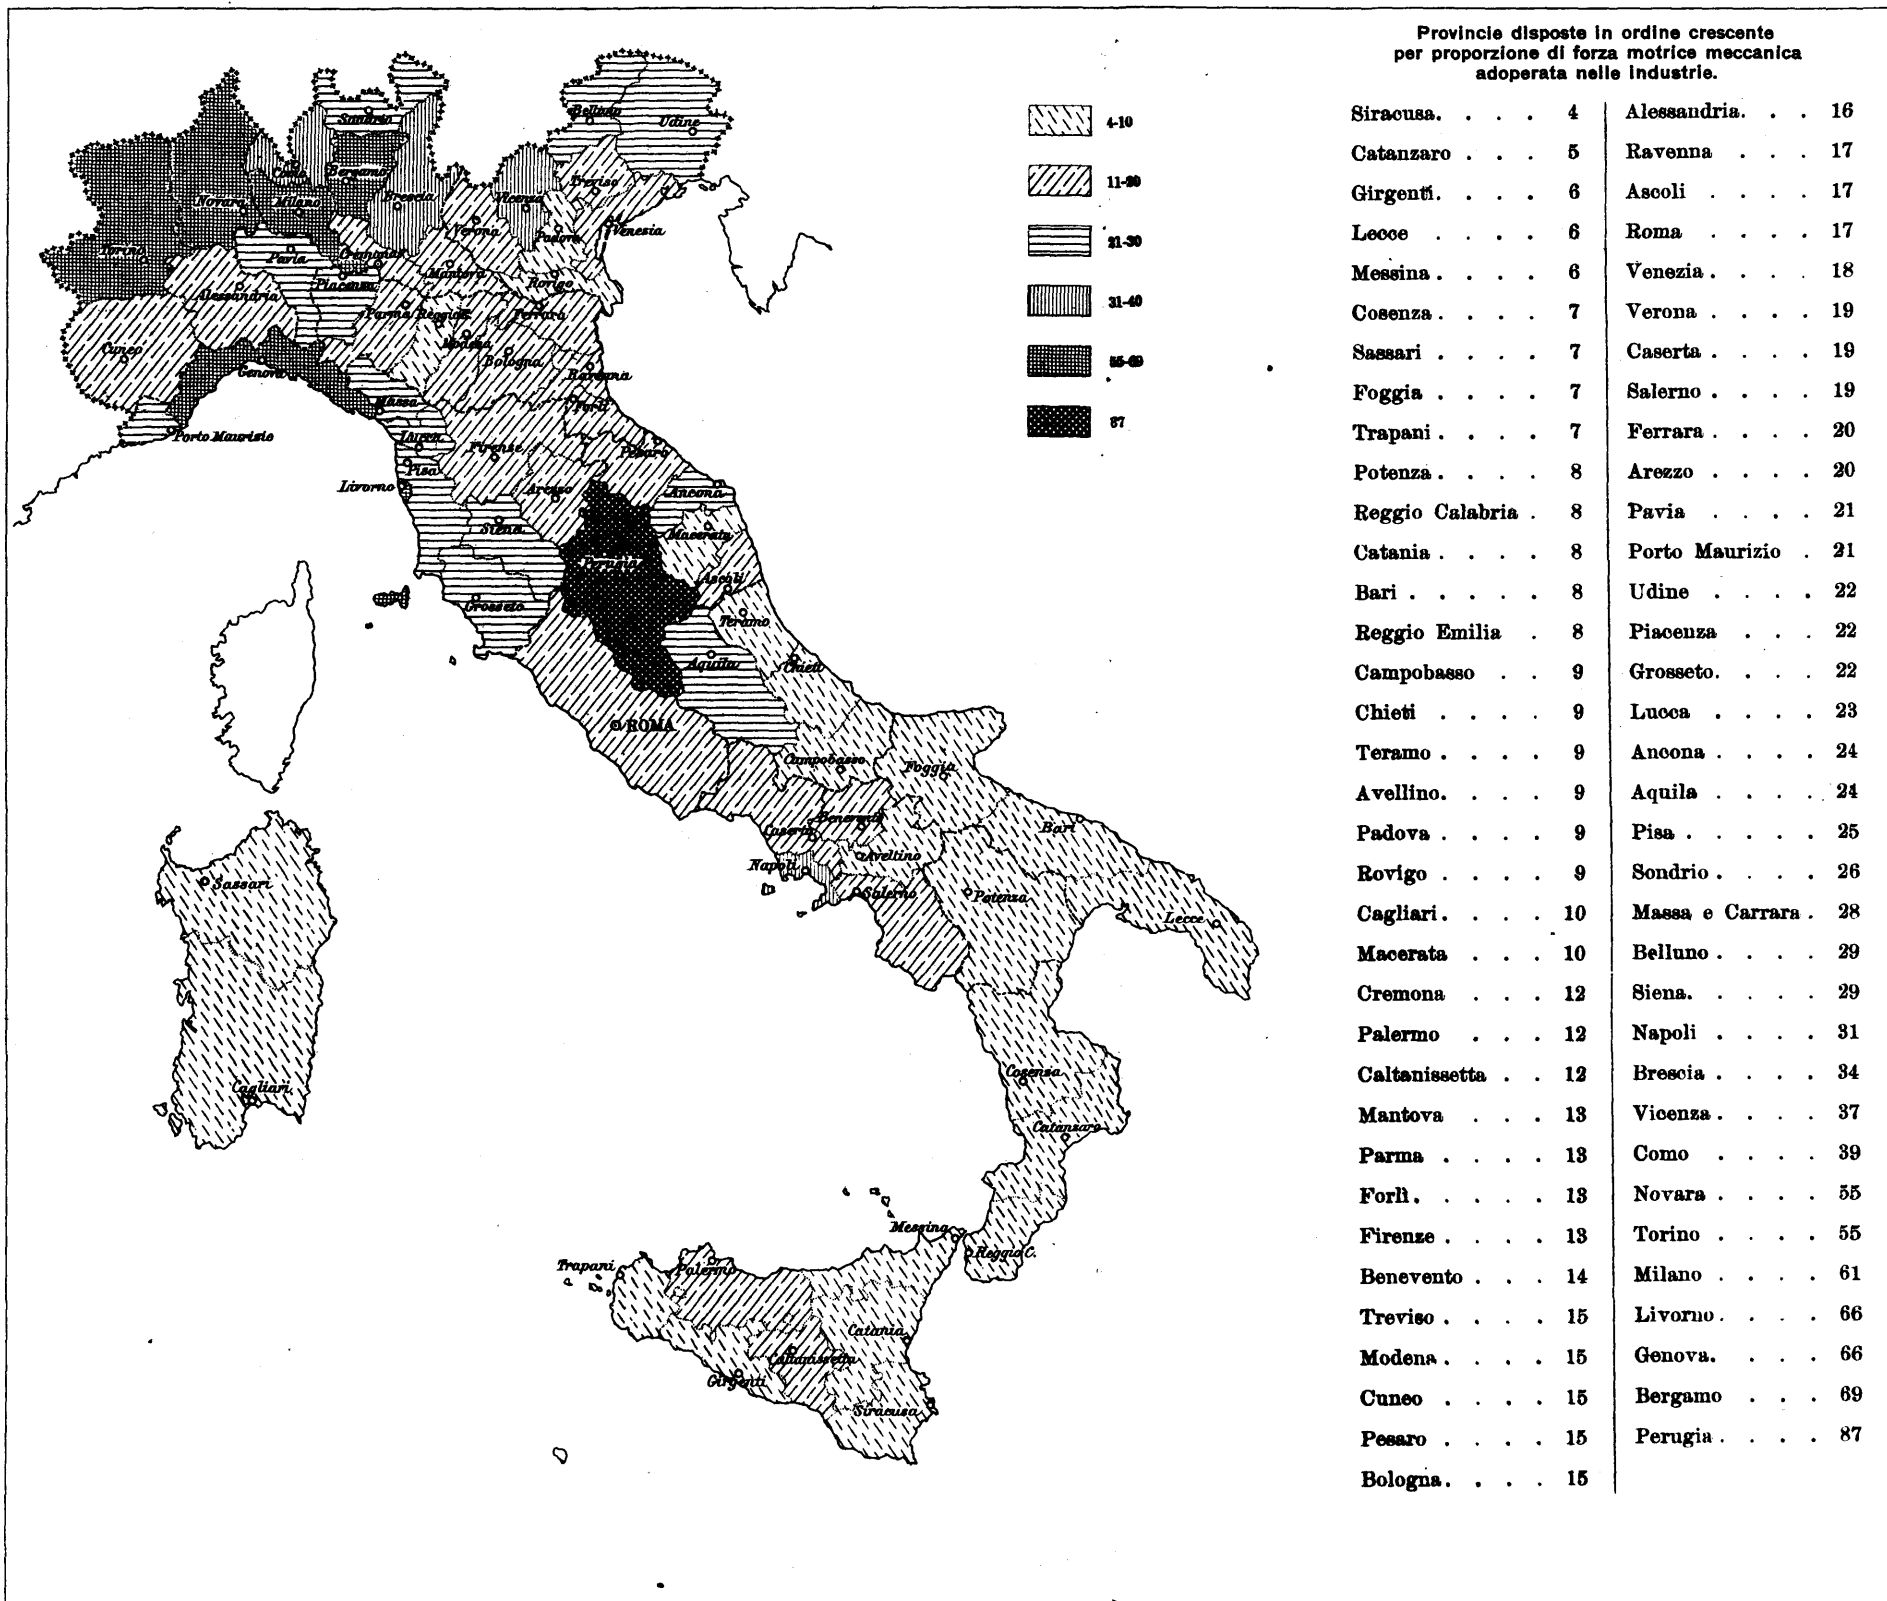 Provincie disposte in ordine crescente
per proporzione di forza motrice meccanica
adoperata nelle industrie.
4-10
11-20
21-30
31-40
55-69
87
Siracusa. . . . 4
Catanzaro . . . 5
Girgenti. . . . 6
Lecce . . . . 6
Messina . . . . 6
Cosenza . . . . 7
Sassari . . . . 7
Foggia . . . . 7
Trapani . . . . 7
Potenza . . . . 8
Reggio Calabria . 8
Catania . . . . 8
Bari . . . . . 8
Reggio Emilia . 8
Campobasso . . 9
Chieti . . . . 9
Teramo . . . . 9
Avellino. . . . 9
Padova . . . . 9
Rovigo . . . . 9
Cagliari. . . . 10
Macerata . . . 10
Cremona . . . 12
Palermo . . . 12
Caltanissetta . . 12
Mantova . . . 13
Parma . . . . 13
Forlì. . . . . 13
Firenze . . . . 13
Benevento . . . 14
Treviso . . . . 15
Modena . . . . 15
Cuneo . . . . 15
Pesaro . . . . 15
Bologna. . . . 15
Alessandria. . . 16
Ravenna . . . 17
Ascoli . . . . 17
Roma . . . . 17
Venezia . . . . 18
Verona . . . . 19
Caserta . . . . 19
Salerno . . . . 19
Ferrara . . . . 20
Arezzo . . . . 20
Pavia . . . . 21
Porto Maurizio . 21
Udine . . . . 22
Piacenza . . . 22
Grosseto. . . . 22
Lucca . . . . 23
Ancona . . . . 24
Aquila . . . . 24
Pisa . . . . . 25
Sondrio . . . . 26
Massa e Carrara . 28
Belluno . . . . 29
Siena. . . . . 29
Napoli . . . . 31
Brescia . . . . 34
Vicenza . . . . 37
Como . . . . 39
Novara . . . . 55
Torino . . . . 55
Milano . . . . 61
Livorno . . . . 66
Genova. . . . 66
Bergamo . . . 69
Perugia . . . . 87
Belluno
Udine
Sondrio
Como
Bergamo
Treviso
Novara
Milano
Brescia
Vicenza
Verona
Padova
Venezia
Torino
Pavia
Cremona
Mantova
Rovigo
Piacenza
Alessandria
Parma
Reggio E.
Ferrara
Modena
Cuneo
Genova
Bologna
Ravenna
Massa
Forlì
Porto Maurizio
Lucca
Firenze
Pesaro
Pisa
Livorno
Arezzo
Ancona
Siena
Macerata
Perugia
Ascoli
Grosseto
Teramo
Aquila
Chieti
ROMA
Campobasso
Foggia
Caserta
Benevento
Bari
Napoli
Avellino
Salerno
Potenza
Lecce
Sassari
Cagliari
Cosenza
Catanzaro
Messina
Reggio C.
Trapani
Palermo
Catania
Caltanissetta
Girgenti
Siracusa